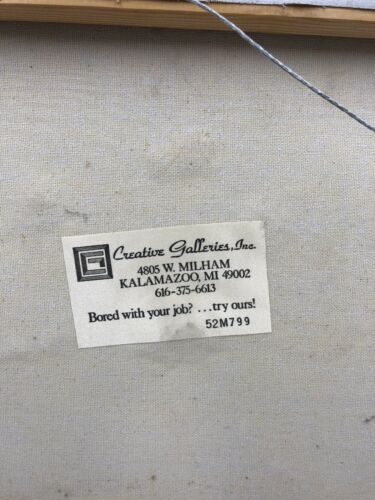 Creative Galleries, Inc.
4805 W. MILHAM
KALAMAZOO, MI 49002
616-375-6613
Bored with your job? ...try ours!
52M799